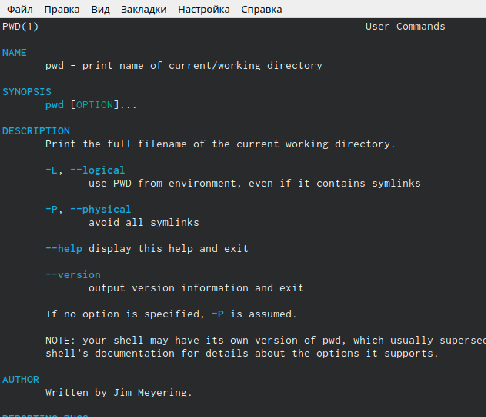 Файл Правка Вид Закладки Настройка Справка
PWD(1) User Commands
NAME
pwd - print name of current/working directory
SYNOPSIS
pwd [OPTION]...
DESCRIPTION
Print the full filename of the current working directory.
-L, --logical
use PWD from environment, even if it contains symlinks
-P, --physical
avoid all symlinks
--help display this help and exit
--version
output version information and exit
If no option is specified, -P is assumed.
NOTE: your shell may have its own version of pwd, which usually supersed
shell's documentation for details about the options it supports.
AUTHOR
Written by Jim Meyering.